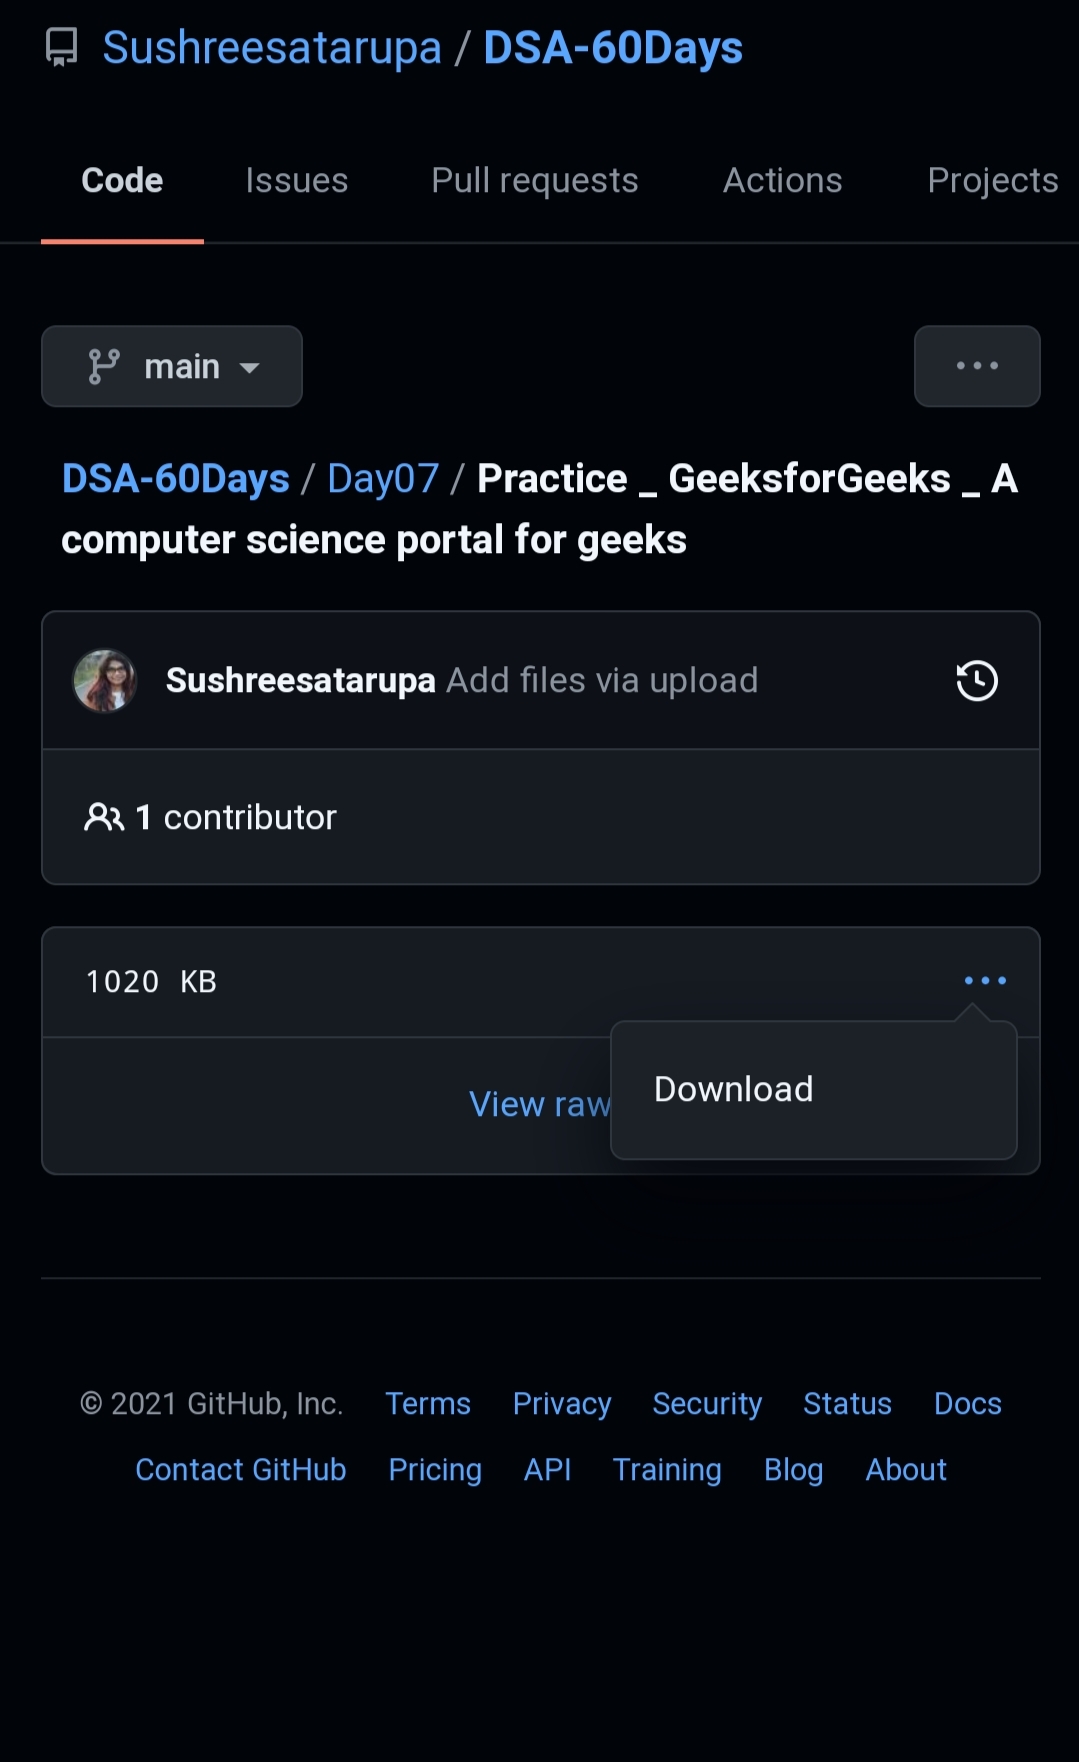 Sushreesatarupa / DSA-60Days
Code Issues Pull requests Actions Projects
main
DSA-60Days / Day07 / Practice _ GeeksforGeeks _ A
computer science portal for geeks
Sushreesatarupa Add files via upload
1 contributor
1020 KB
Download
View raw
© 2021 GitHub, Inc. Terms Privacy Security Status Docs
Contact GitHub Pricing API Training Blog About